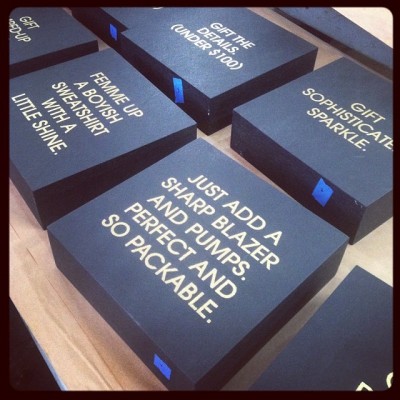 GIFT
GIFT THE
DETAILS.
(UNDER $100)
FEMME UP
A BOYISH
SWEATSHIRT
WITH A
LITTLE SHINE.
GIFT
SOPHISTICATE
SPARKLE.
JUST ADD A
SHARP BLAZER
AND PUMPS.
PERFECT AND
SO PACKABLE.